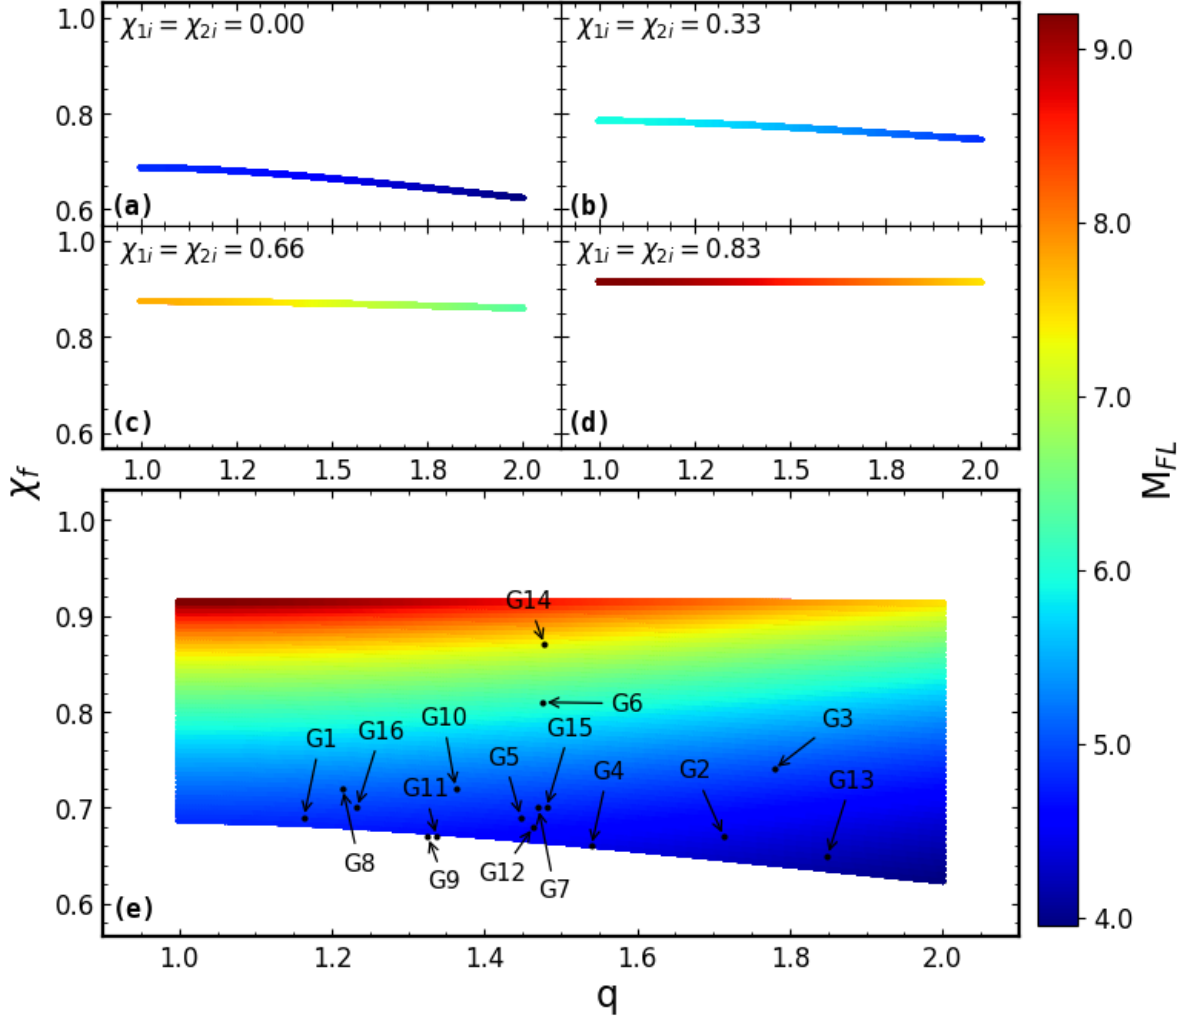 χ1i = χ2i = 0.00
χ1i = χ2i = 0.33
1.0
0.8
0.6
(a)
(b)
χ1i = χ2i = 0.66
χ1i = χ2i = 0.83
1.0
0.8
0.6
(c)
(d)
1.0 1.2 1.5 1.8 2.0
1.0 1.2 1.5 1.8 2.0
χf
1.0
0.9
0.8
0.7
0.6
G14
G6
G10
G15
G3
G1
G16
G5
G4
G2
G13
G11
G8
G9
G12
G7
(e)
1.0 1.2 1.4 1.6 1.8 2.0
q
9.0
8.0
7.0
6.0
5.0
4.0
MFL